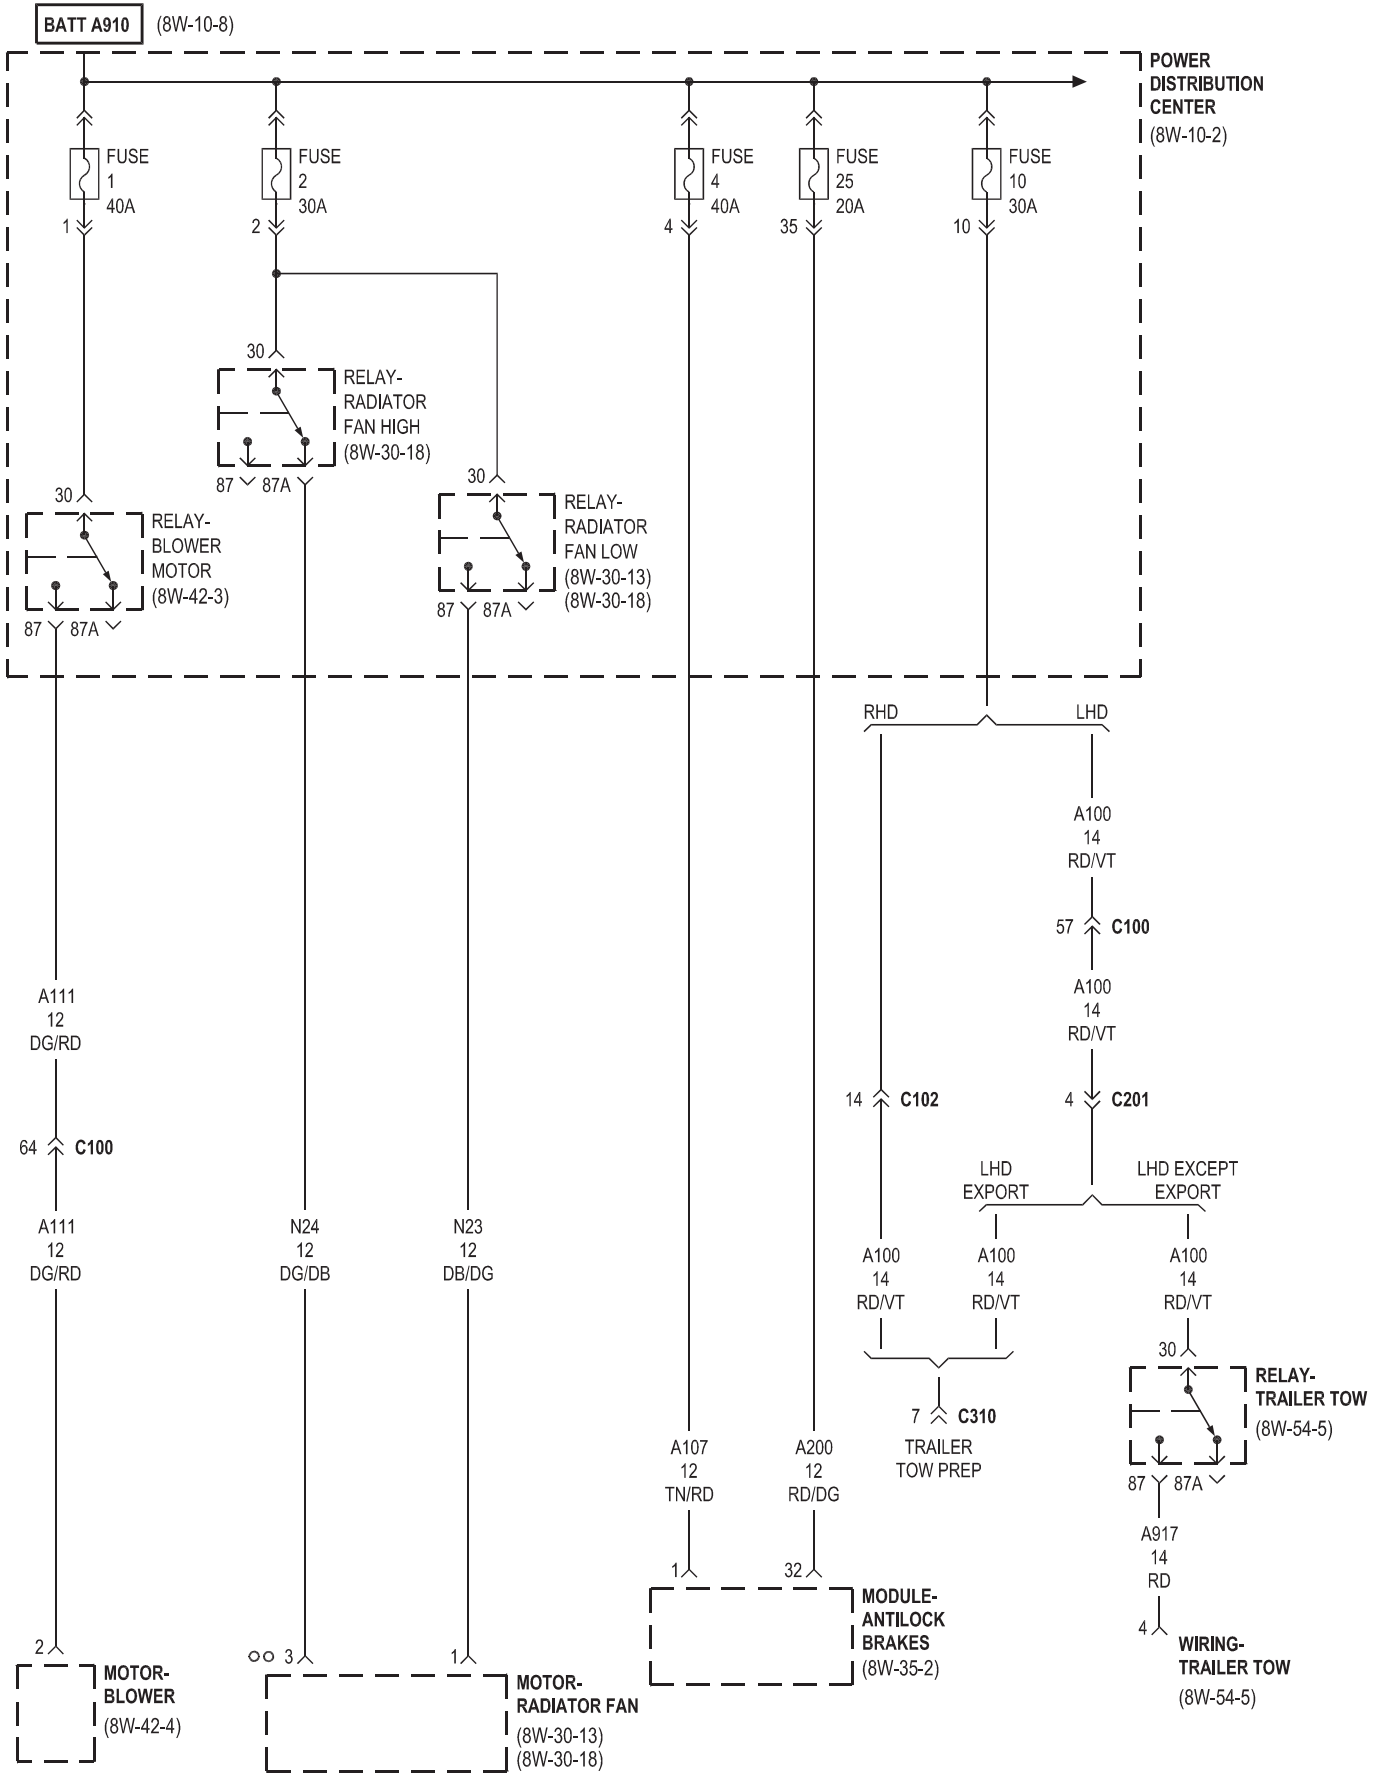 BATT A910 (8W-10-8)
POWER
DISTRIBUTION
CENTER
(8W-10-2)
FUSE
1
40A
1
FUSE
2
30A
2
FUSE
4
40A
4
FUSE
25
20A
35
FUSE
10
30A
10
30
RELAY-
RADIATOR
FAN HIGH
(8W-30-18)
87 87A
30
RELAY-
RADIATOR
FAN LOW
(8W-30-13)
(8W-30-18)
87 87A
30
RELAY-
BLOWER
MOTOR
(8W-42-3)
87 87A
RHD LHD
A100
14
RD/VT
57 C100
A100
14
RD/VT
A111
12
DG/RD
14 C102
4 C201
64 C100
LHD
EXPORT
LHD EXCEPT
EXPORT
A111
12
DG/RD
N24
12
DG/DB
N23
12
DB/DG
A100
14
RD/VT
A100
14
RD/VT
A100
14
RD/VT
30
RELAY-
TRAILER TOW
(8W-54-5)
87 87A
7 C310
TRAILER
TOW PREP
A107
12
TN/RD
A200
12
RD/DG
A917
14
RD
1 32
MODULE-
ANTILOCK
BRAKES
(8W-35-2)
4
WIRING-
TRAILER TOW
(8W-54-5)
2
MOTOR-
BLOWER
(8W-42-4)
3 1
MOTOR-
RADIATOR FAN
(8W-30-13)
(8W-30-18)